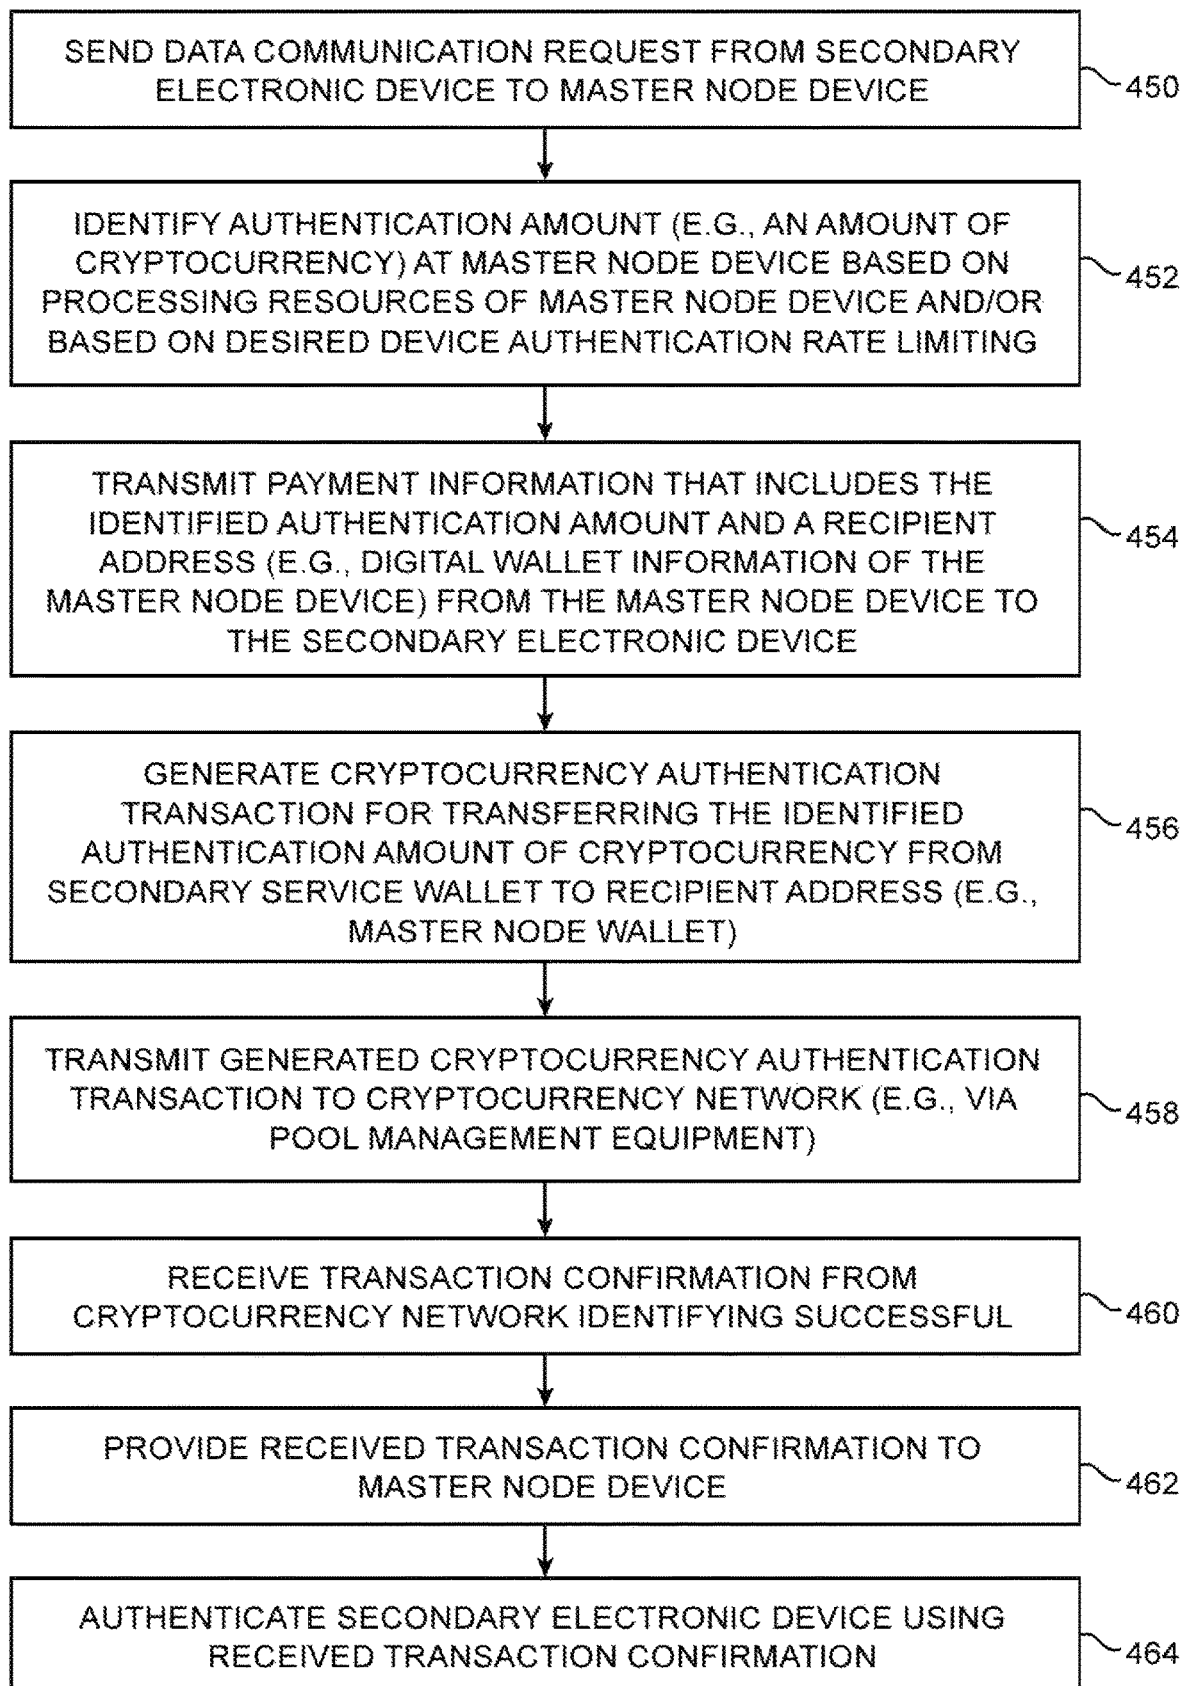 SEND DATA COMMUNICATION REQUEST FROM SECONDARY
ELECTRONIC DEVICE TO MASTER NODE DEVICE
450
IDENTIFY AUTHENTICATION AMOUNT (E.G., AN AMOUNT OF
CRYPTOCURRENCY) AT MASTER NODE DEVICE BASED ON
PROCESSING RESOURCES OF MASTER NODE DEVICE AND/OR
BASED ON DESIRED DEVICE AUTHENTICATION RATE LIMITING
452
TRANSMIT PAYMENT INFORMATION THAT INCLUDES THE
IDENTIFIED AUTHENTICATION AMOUNT AND A RECIPIENT
ADDRESS (E.G., DIGITAL WALLET INFORMATION OF THE
MASTER NODE DEVICE) FROM THE MASTER NODE DEVICE TO
THE SECONDARY ELECTRONIC DEVICE
454
GENERATE CRYPTOCURRENCY AUTHENTICATION
TRANSACTION FOR TRANSFERRING THE IDENTIFIED
AUTHENTICATION AMOUNT OF CRYPTOCURRENCY FROM
SECONDARY SERVICE WALLET TO RECIPIENT ADDRESS (E.G.,
MASTER NODE WALLET)
456
TRANSMIT GENERATED CRYPTOCURRENCY AUTHENTICATION
TRANSACTION TO CRYPTOCURRENCY NETWORK (E.G., VIA
POOL MANAGEMENT EQUIPMENT)
458
RECEIVE TRANSACTION CONFIRMATION FROM
CRYPTOCURRENCY NETWORK IDENTIFYING SUCCESSFUL
460
PROVIDE RECEIVED TRANSACTION CONFIRMATION TO
MASTER NODE DEVICE
462
AUTHENTICATE SECONDARY ELECTRONIC DEVICE USING
RECEIVED TRANSACTION CONFIRMATION
464